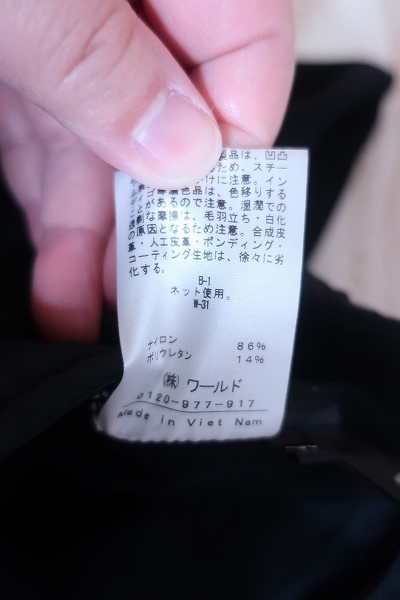 製品は、凹凸
ため、スチー
けに注意。イン
濃色品は、色移りする
とがあるので注意。湿潤での
な摩擦は、毛羽立ち・白化
の原因となるため注意。合成皮
革・人工皮革・ボンディング・
コーティング生地は、徐々に劣
化する。
B-1
ネット使用。
W-31
ナイロン 86%
ポリウレタン 14%
(株) ワールド
0120-977-917
Made in Viet Nam